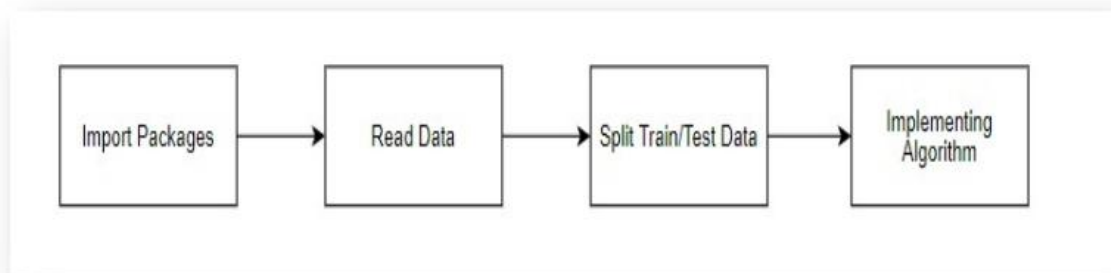 Import Packages
Read Data
Split Train/Test Data
Implementing
Algorithm